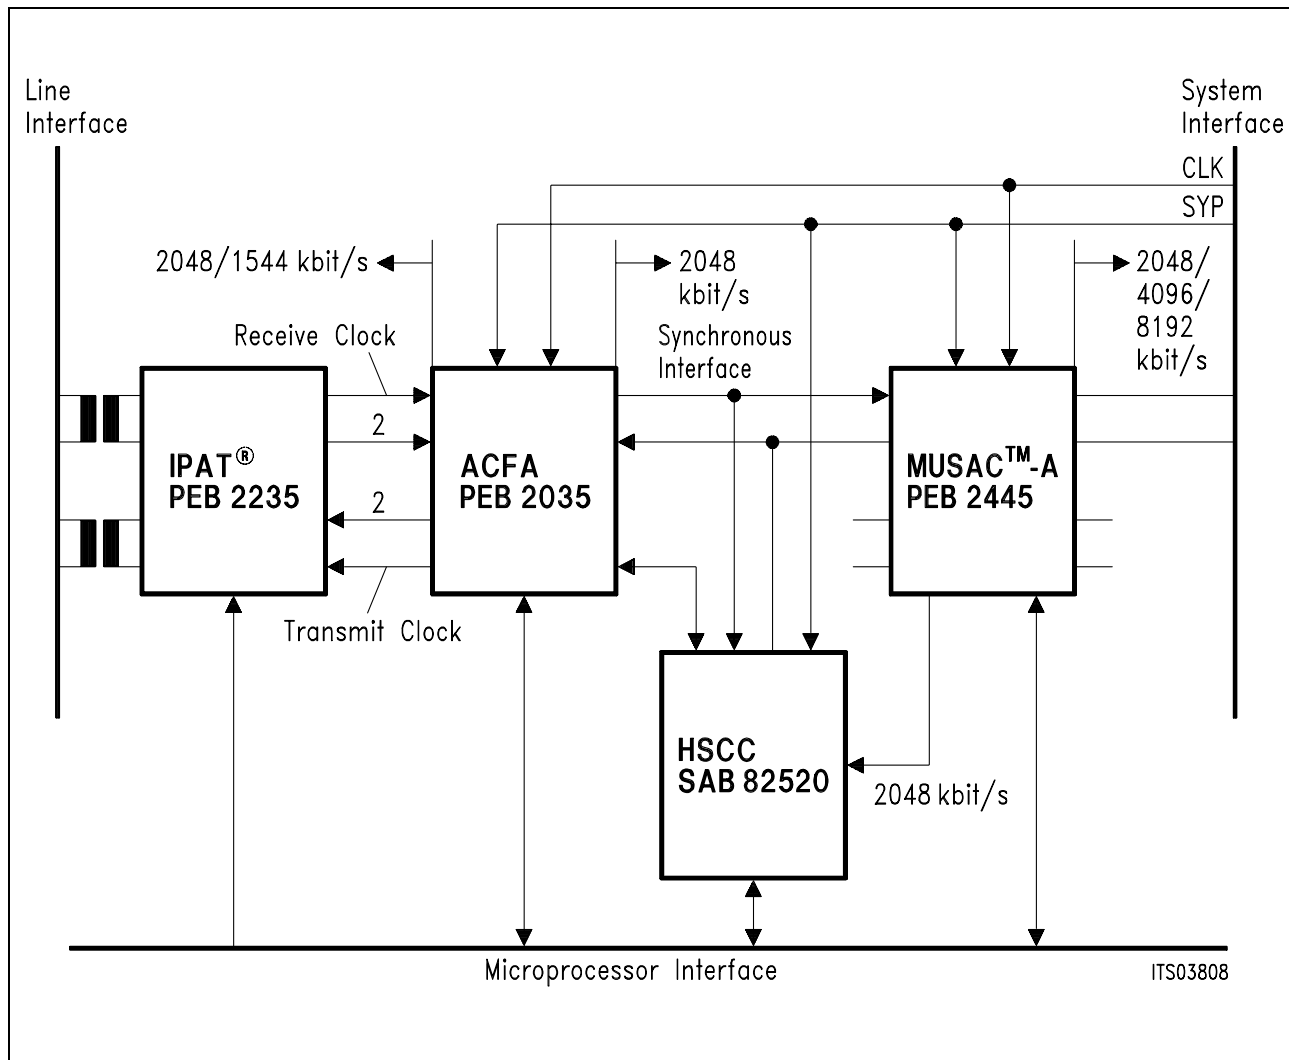 Line
Interface
System
Interface
CLK
SYP
2048/1544 kbit/s
2048
kbit/s
2048/
4096/
8192
kbit/s
Receive Clock
Synchronous
Interface
2
IPAT®
PEB 2235
ACFA
PEB 2035
MUSAC™-A
PEB 2445
2
Transmit Clock
HSCC
SAB 82520
2048 kbit/s
Microprocessor Interface
ITS03808